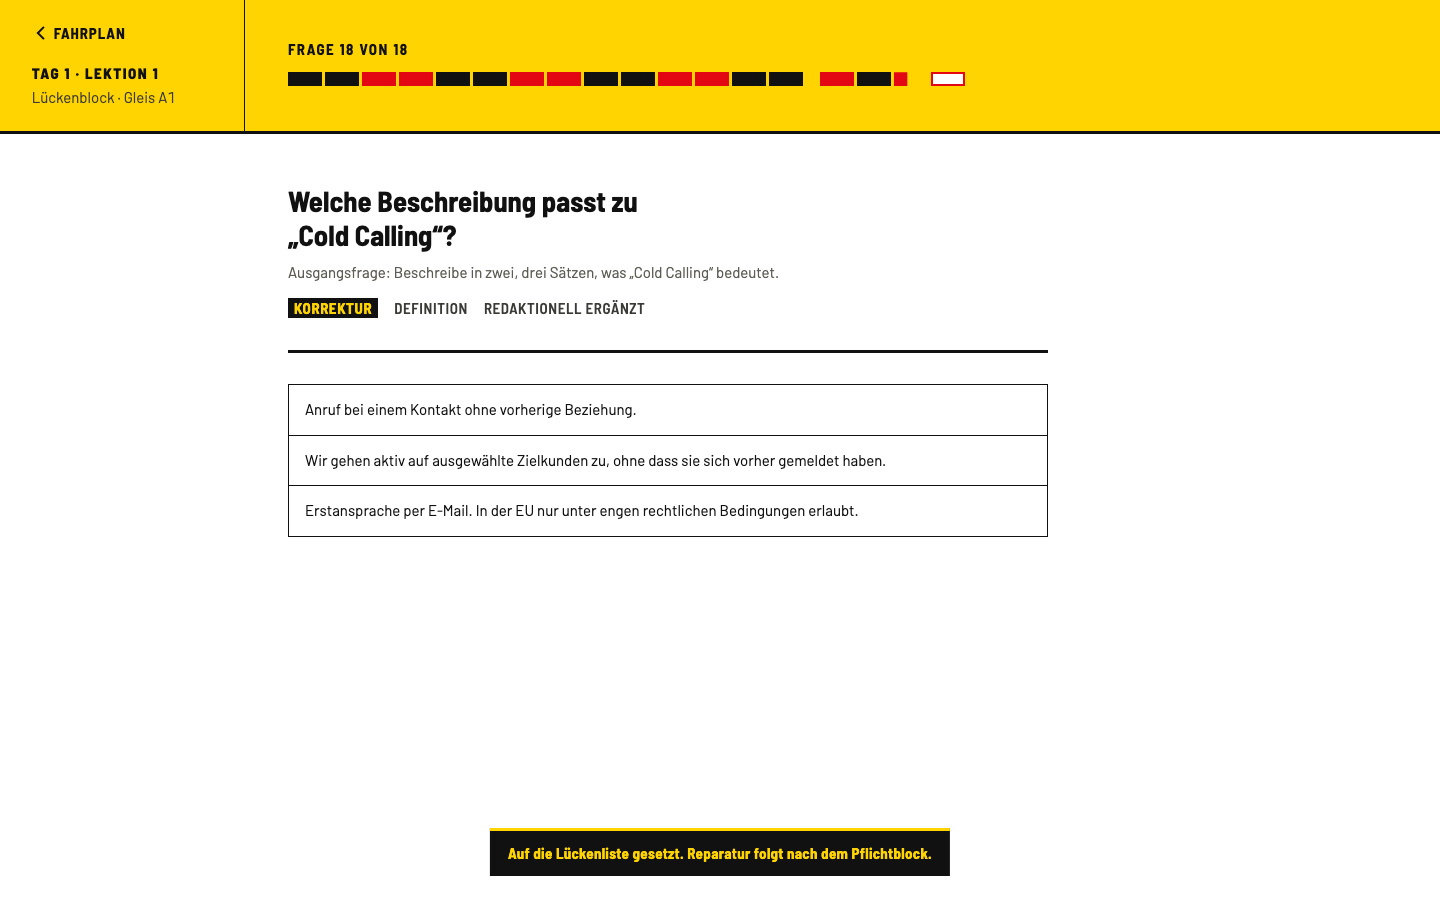 FAHRPLAN
TAG 1 · LEKTION 1
Lückenblock · Gleis A1
FRAGE 18 VON 18
Welche Beschreibung passt zu
„Cold Calling“?
Ausgangsfrage: Beschreibe in zwei, drei Sätzen, was „Cold Calling“ bedeutet.
KORREKTUR DEFINITION REDAKTIONELL ERGÄNZT
Anruf bei einem Kontakt ohne vorherige Beziehung.
Wir gehen aktiv auf ausgewählte Zielkunden zu, ohne dass sie sich vorher gemeldet haben.
Erstansprache per E-Mail. In der EU nur unter engen rechtlichen Bedingungen erlaubt.
Auf die Lückenliste gesetzt. Reparatur folgt nach dem Pflichtblock.